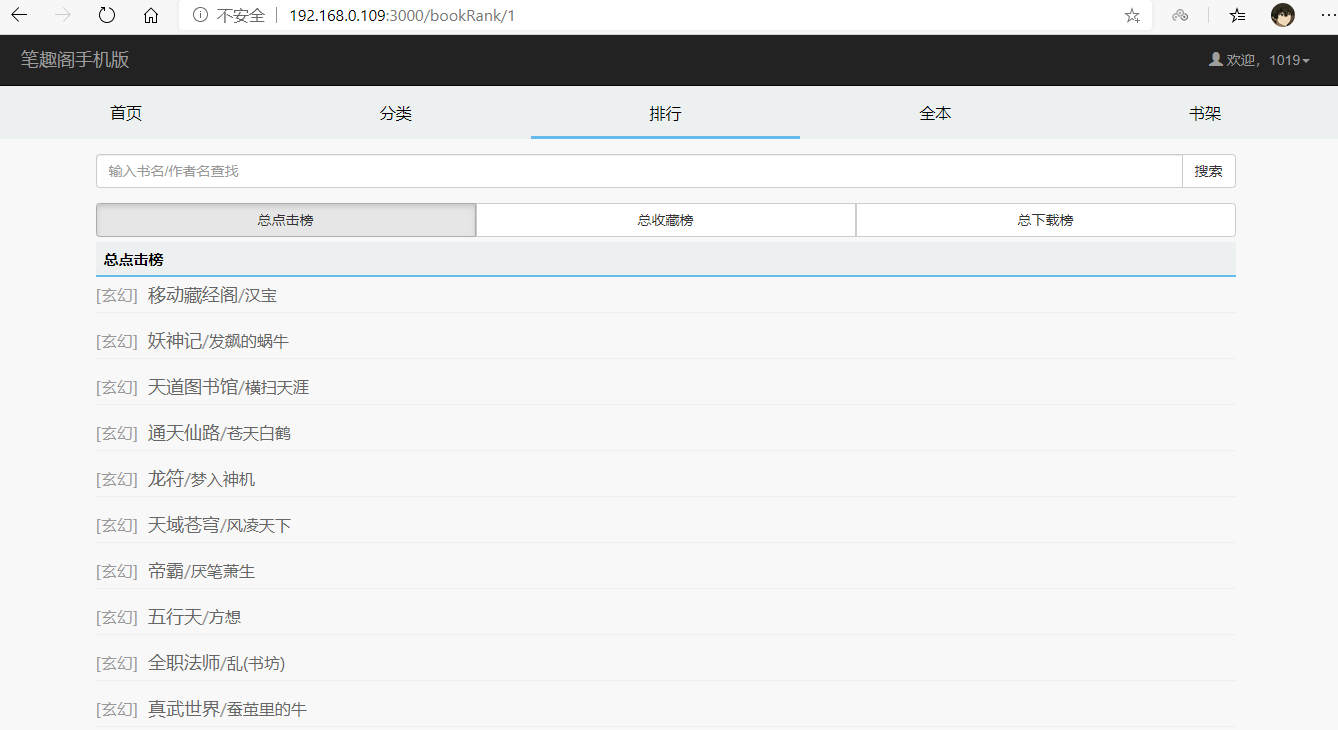 不安全 192.168.0.109:3000/bookRank/1
笔趣阁手机版 欢迎，1019
首页 分类 排行 全本 书架
输入书名/作者名查找 搜索
总点击榜 总收藏榜 总下载榜
总点击榜
[玄幻] 移动藏经阁/汉宝
[玄幻] 妖神记/发飙的蜗牛
[玄幻] 天道图书馆/横扫天涯
[玄幻] 通天仙路/苍天白鹤
[玄幻] 龙符/梦入神机
[玄幻] 天域苍穹/风凌天下
[玄幻] 帝霸/厌笔萧生
[玄幻] 五行天/方想
[玄幻] 全职法师/乱(书坊)
[玄幻] 真武世界/蚕茧里的牛